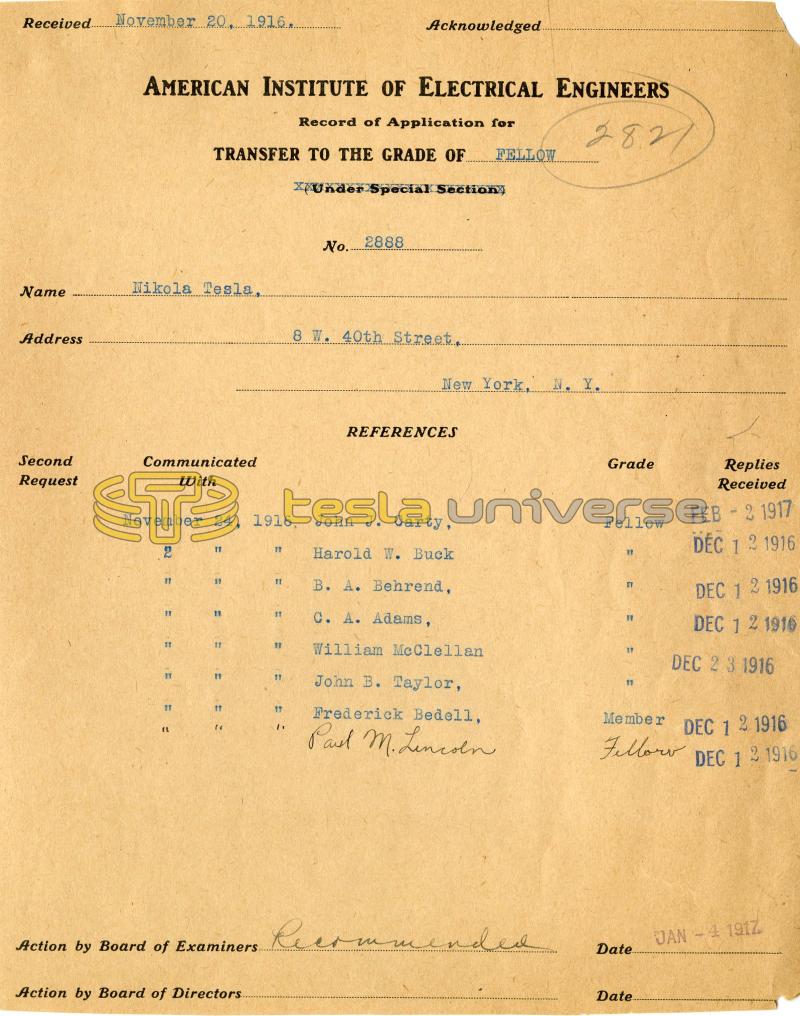 Received November 20, 1916. Acknowledged
AMERICAN INSTITUTE OF ELECTRICAL ENGINEERS
Record of Application for
TRANSFER TO THE GRADE OF FELLOW
2821
(Under Special Section)
No. 2888
Name Nikola Tesla,
Address 8 W. 40th Street,
New York, N. Y.
REFERENCES
Second Request Communicated With Grade Replies Received
tesla universe
November 24, 1916, John J. Carty, Fellow FEB - 2 1917
2 " " Harold W. Buck " DEC 12 1916
" " " B. A. Behrend, " DEC 12 1916
" " " C. A. Adams, " DEC 12 1916
" " " William McClellan " DEC 23 1916
" " " John B. Taylor, "
" " " Frederick Bedell, Member DEC 12 1916
" " " Paul M. Lincoln Fellow DEC 12 1916
Action by Board of Examiners Recommended Date JAN - 4 1917
Action by Board of Directors Date